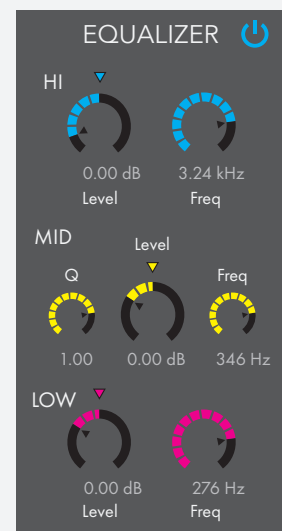 EQUALIZER
HI
0.00 dB 3.24 kHz
Level Freq
MID
Level
Q Freq
1.00 0.00 dB 346 Hz
LOW
0.00 dB 276 Hz
Level Freq